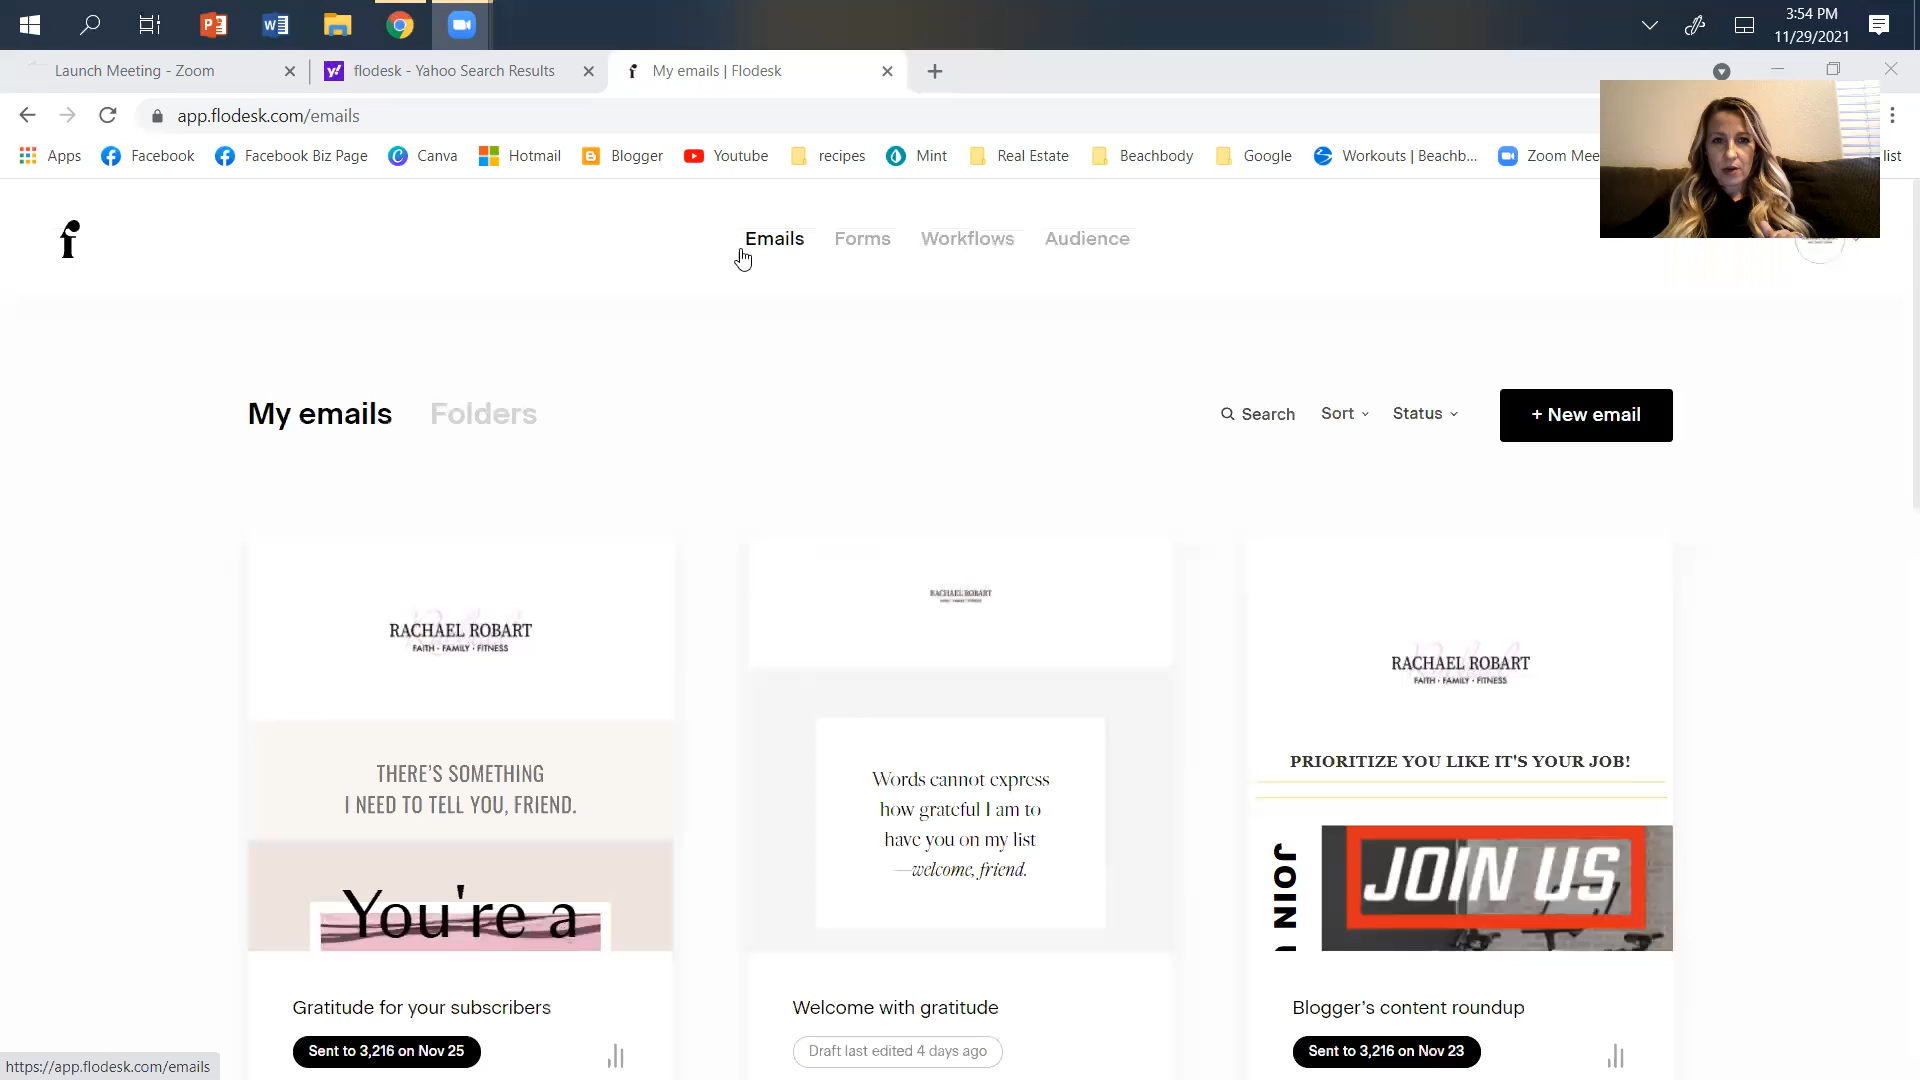 3:54 PM
11/29/2021
Launch Meeting - Zoom
flodesk - Yahoo Search Results
My emails | Flodesk
app.flodesk.com/emails
Apps
Facebook
Facebook Biz Page
Canva
Hotmail
Blogger
Youtube
recipes
Mint
Real Estate
Beachbody
Google
Workouts | Beachb...
Zoom Mee
list
f
Emails
Forms
Workflows
Audience
My emails
Folders
Search
Sort
Status
+ New email
RACHAEL ROBART
FAITH · FAMILY · FITNESS
THERE'S SOMETHING
I NEED TO TELL YOU, FRIEND.
You're a
Gratitude for your subscribers
Sent to 3,216 on Nov 25
RACHAEL ROBART
Words cannot express
how grateful I am to
have you on my list
—welcome, friend.
Welcome with gratitude
Draft last edited 4 days ago
RACHAEL ROBART
FAITH · FAMILY · FITNESS
PRIORITIZE YOU LIKE IT'S YOUR JOB!
JOIN
JOIN US
Blogger's content roundup
Sent to 3,216 on Nov 23
https://app.flodesk.com/emails